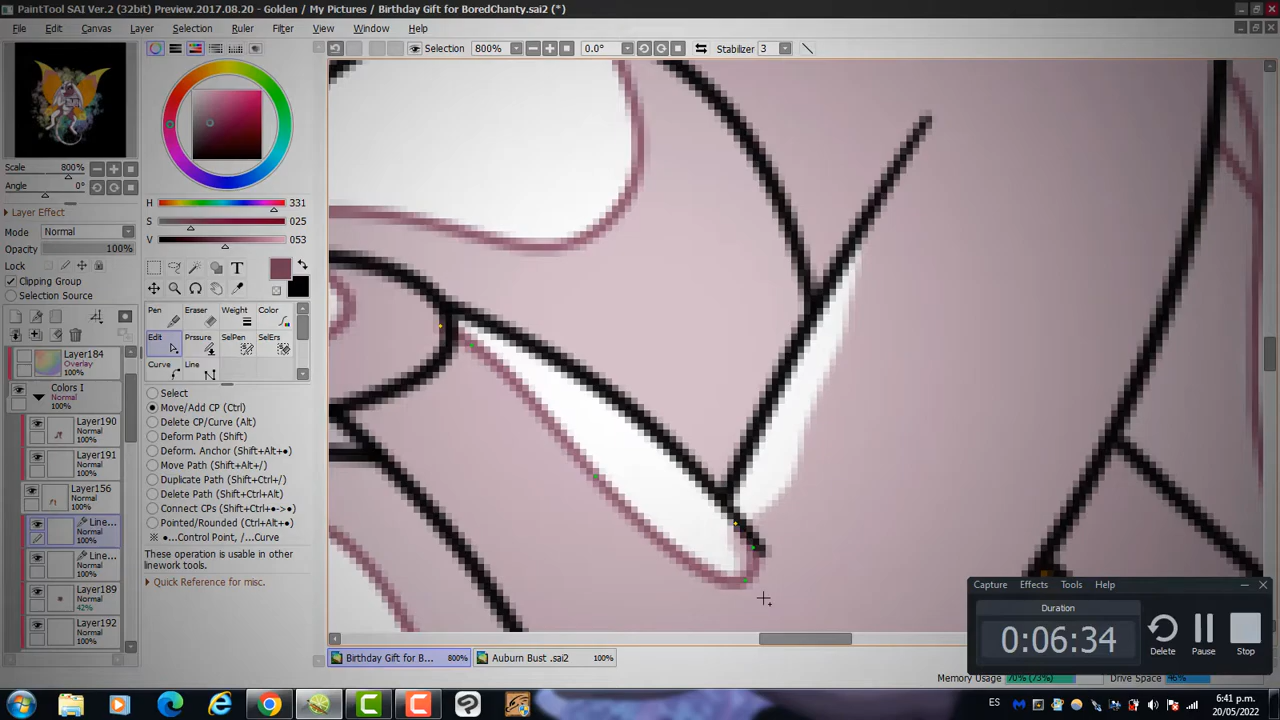 PaintTool SAI Ver.2 (32bit) Preview.2017.08.20 - Golden / My Pictures / Birthday Gift for BoredChanty.sai2 (*)
File Edit Canvas Layer Selection Ruler Filter View Window Help
Selection 800% 0.0° Stabilizer 3
Scale 800%
Angle 0°
Layer Effect
Mode Normal
Opacity 100%
Lock
Clipping Group
Selection Source
Layer184
Overlay
100%
Colors I
Normal
100%
Layer190
Normal
100%
Layer191
Normal
100%
Layer156
Normal
100%
Line...
Normal
100%
Line...
Normal
100%
Layer189
42%
Layer192
Normal
100%
H 331
S 025
V 053
T
Pen Eraser Weight Color
Edit Prssure SelPen SelErs
Curve Line
Select
Move/Add CP (Ctrl)
Delete CP/Curve (Alt)
Deform Path (Shift)
Deform. Anchor (Shift+Alt+●)
Move Path (Shift+Alt+/)
Duplicate Path (Shift+Ctrl+/)
Delete Path (Shift+Ctrl+Alt)
Connect CPs (Shift+Ctrl+●->●)
Pointed/Rounded (Ctrl+Alt+●)
※ ●...Control Point, /...Curve
These operation is usable in other linework tools.
Quick Reference for misc.
Birthday Gift for B... 800% Auburn Bust .sai2 100%
Capture Effects Tools Help
Duration
0:06:34
Delete Pause Stop
Memory Usage 70% (73%) Drive Space 46%
ES 6:41 p.m.
20/05/2022